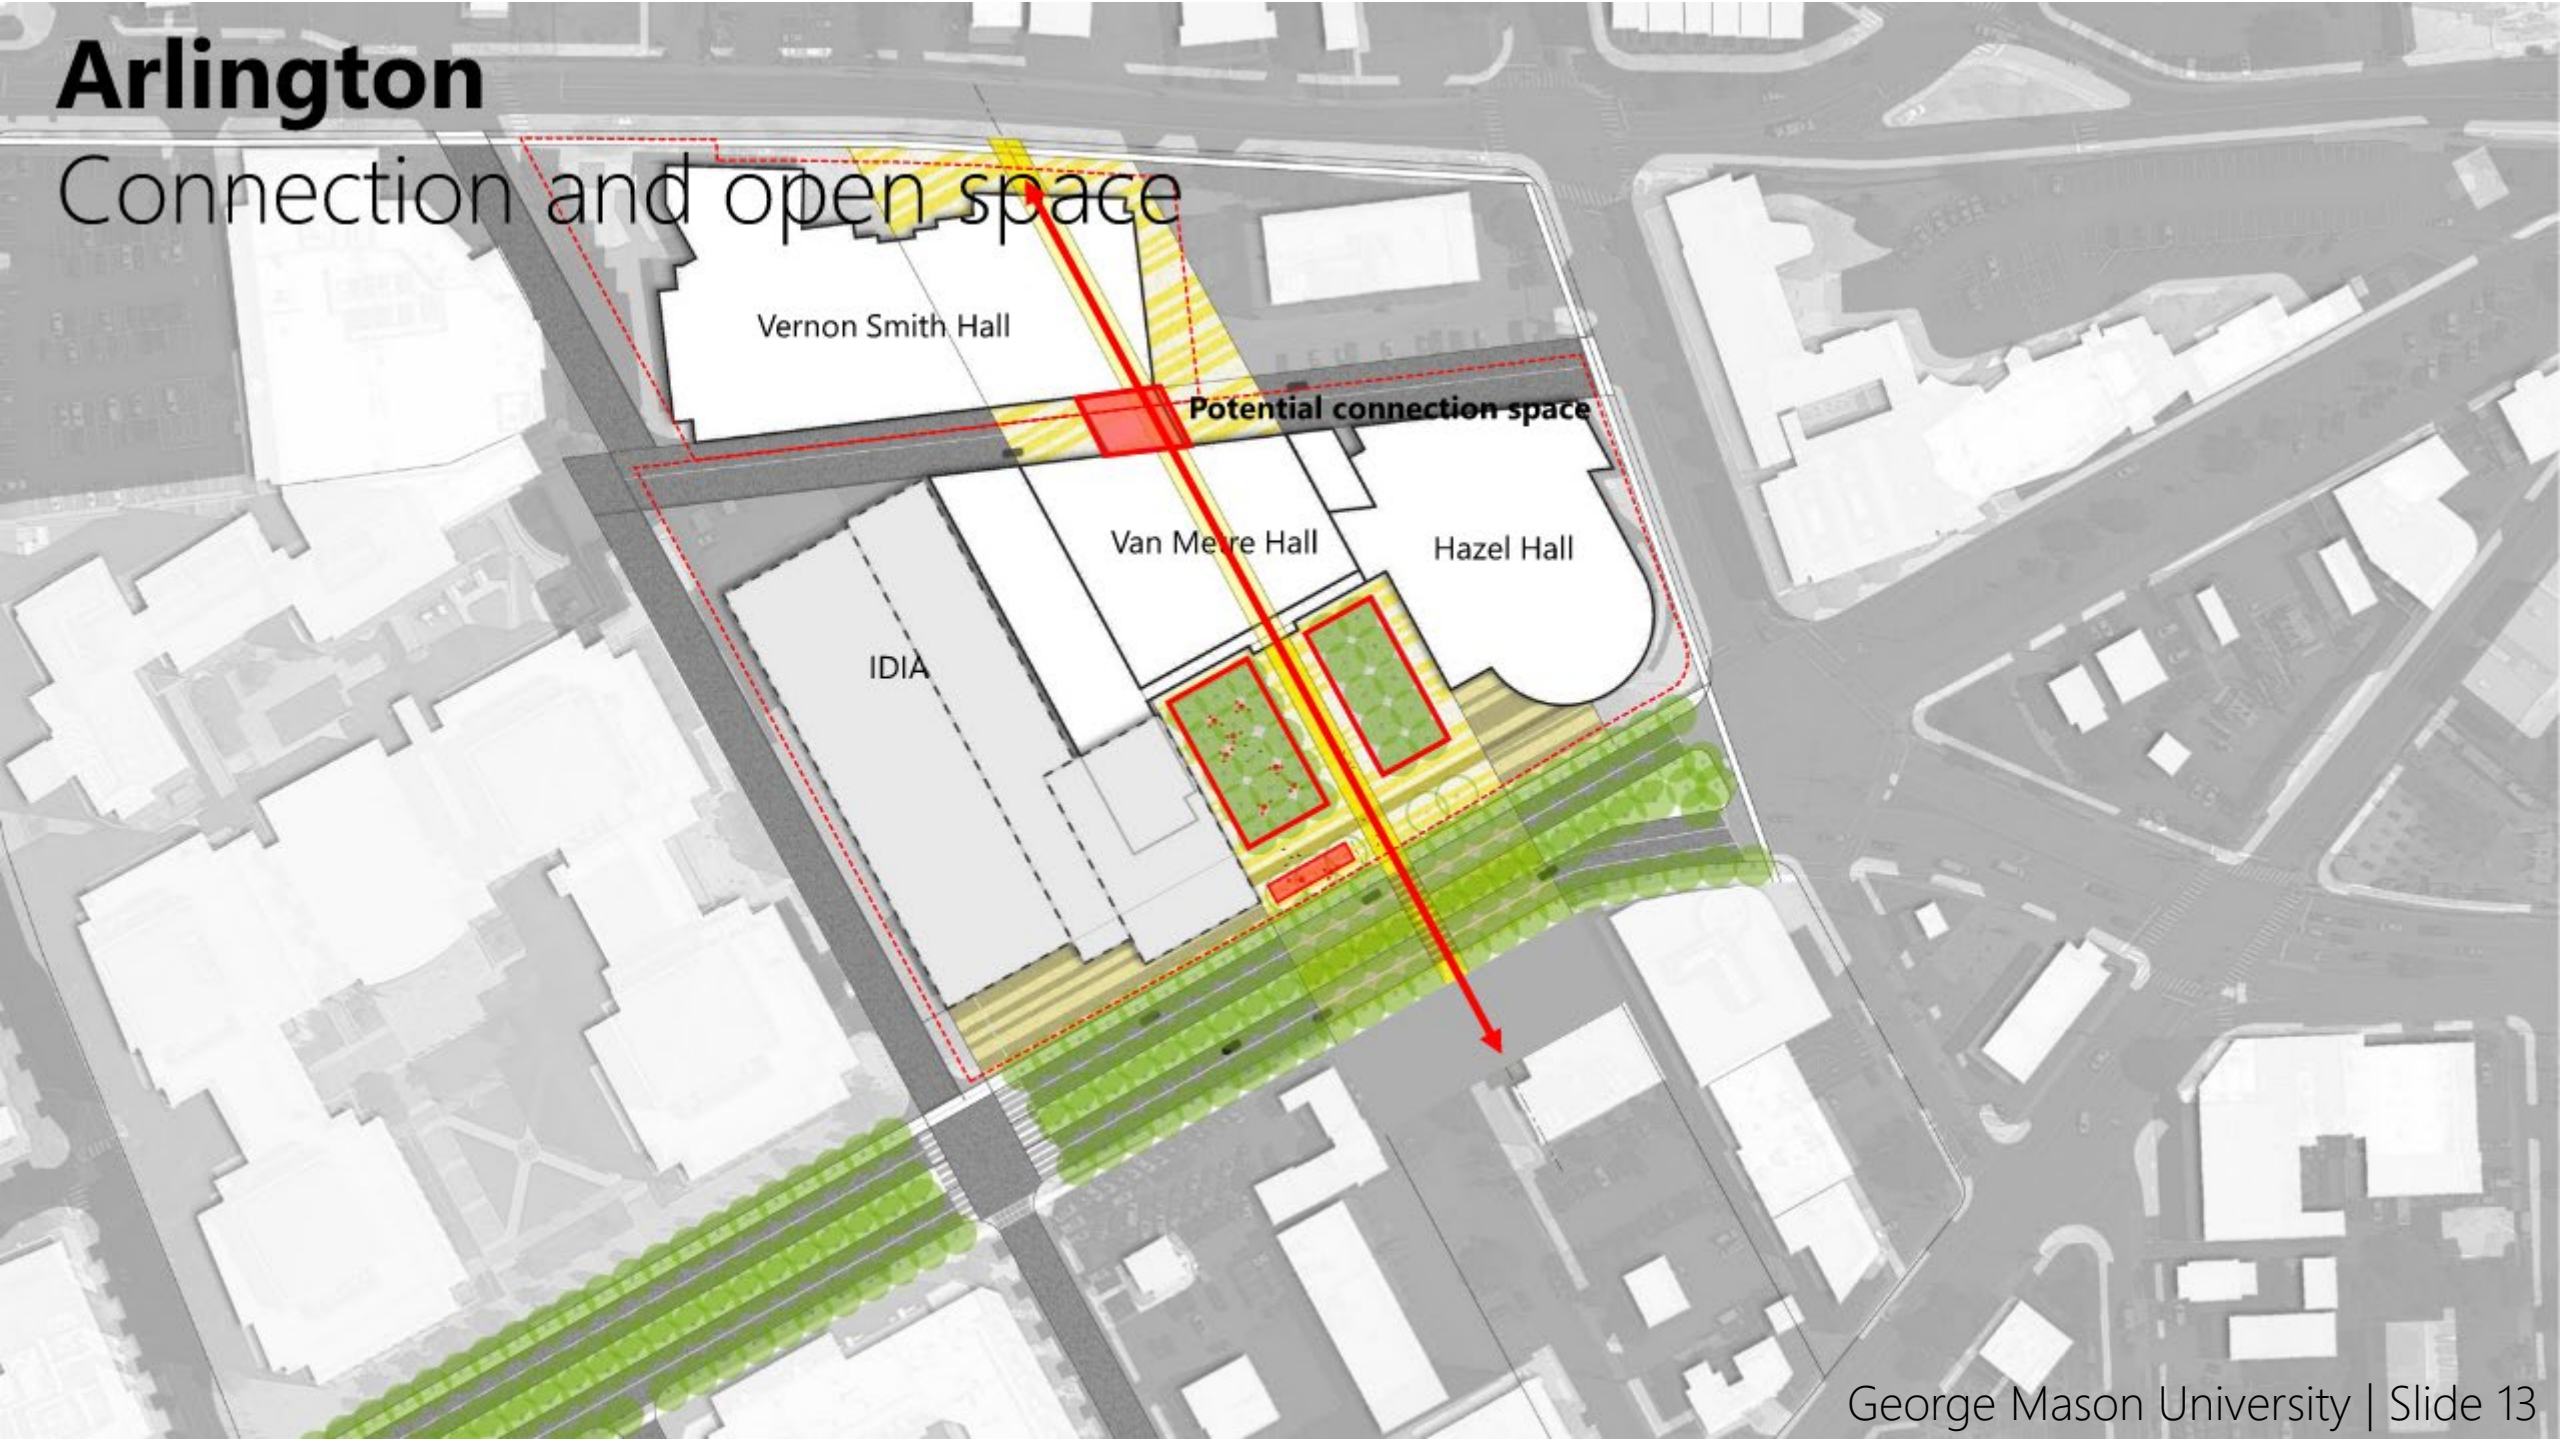 Arlington
Connection and open space
Vernon Smith Hall
Potential connection space
Van Metre Hall
Hazel Hall
IDIA
George Mason University | Slide 13